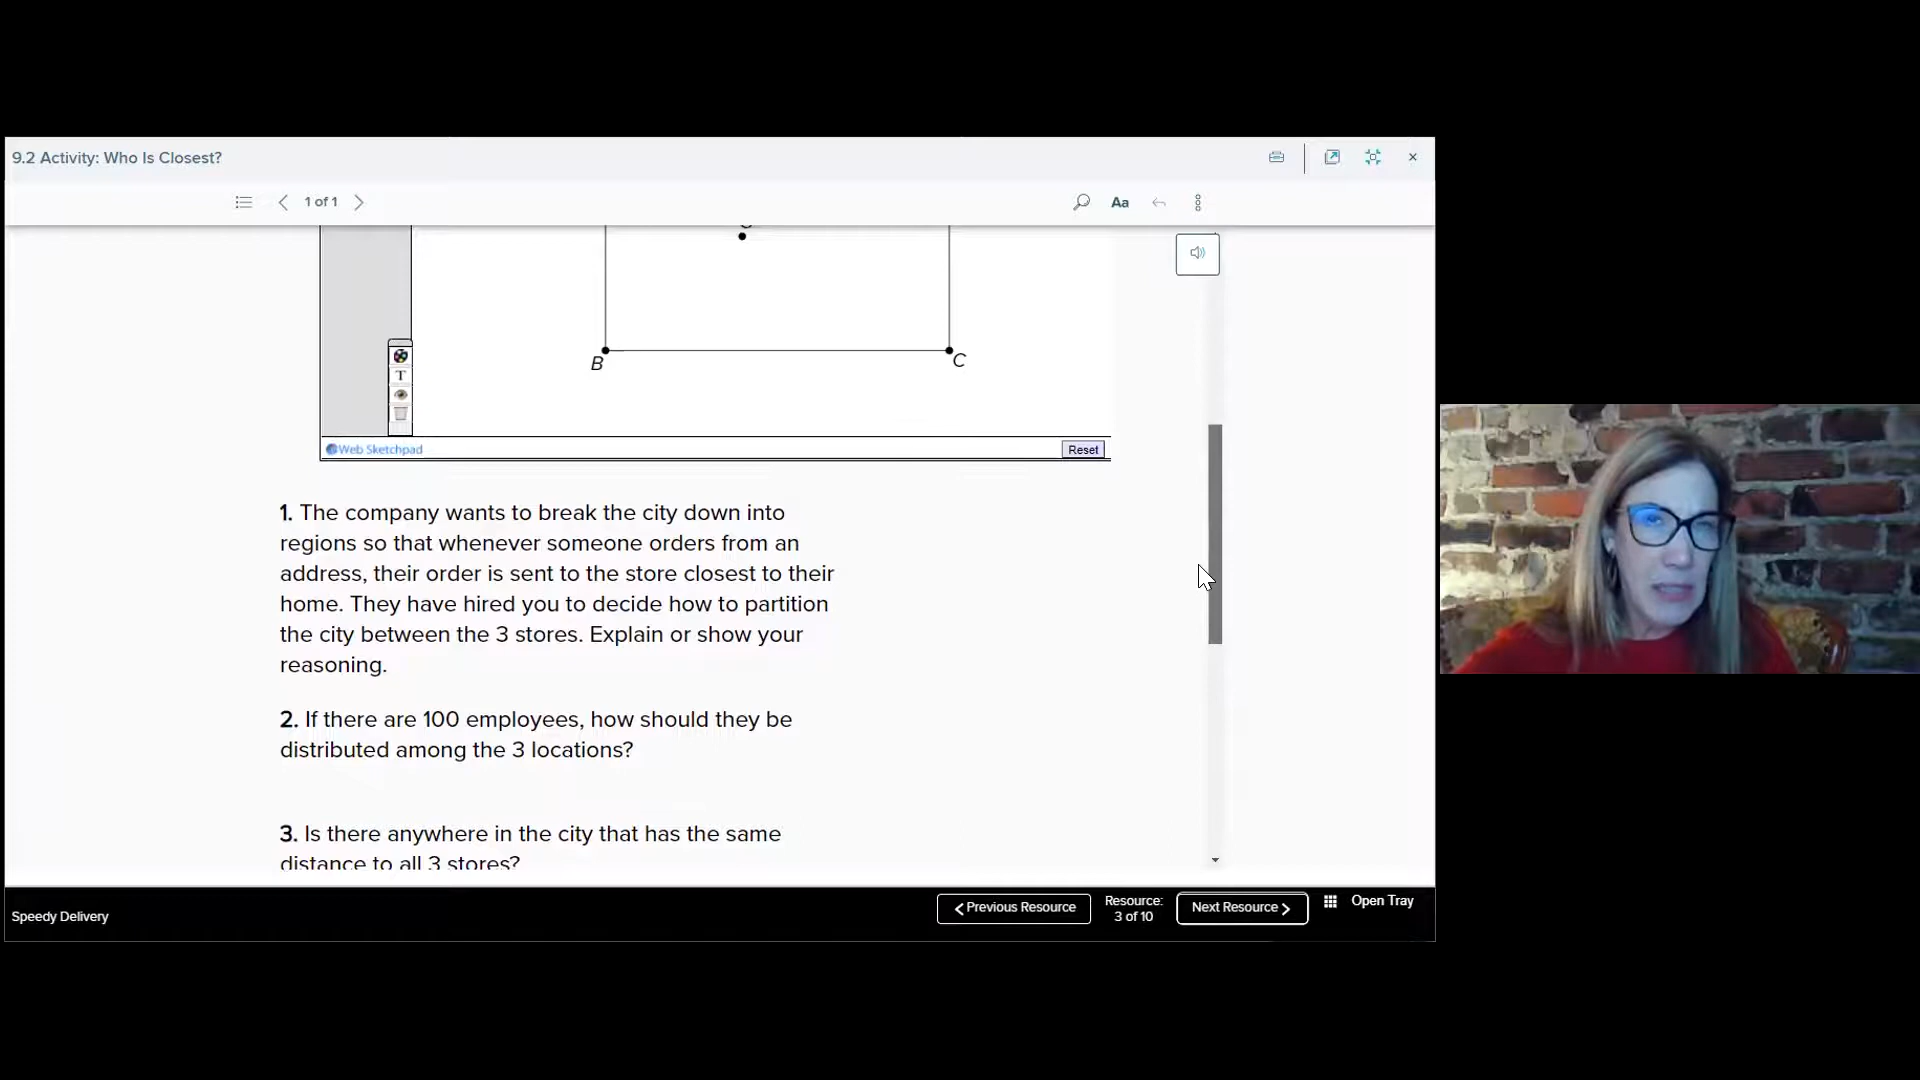 9.2 Activity: Who Is Closest?
1 of 1
Aa
T
B
C
Web Sketchpad
Reset
1. The company wants to break the city down into
regions so that whenever someone orders from an
address, their order is sent to the store closest to their
home. They have hired you to decide how to partition
the city between the 3 stores. Explain or show your
reasoning.
2. If there are 100 employees, how should they be
distributed among the 3 locations?
3. Is there anywhere in the city that has the same
distance to all 3 stores?
Speedy Delivery
Previous Resource
Resource:
3 of 10
Next Resource
Open Tray